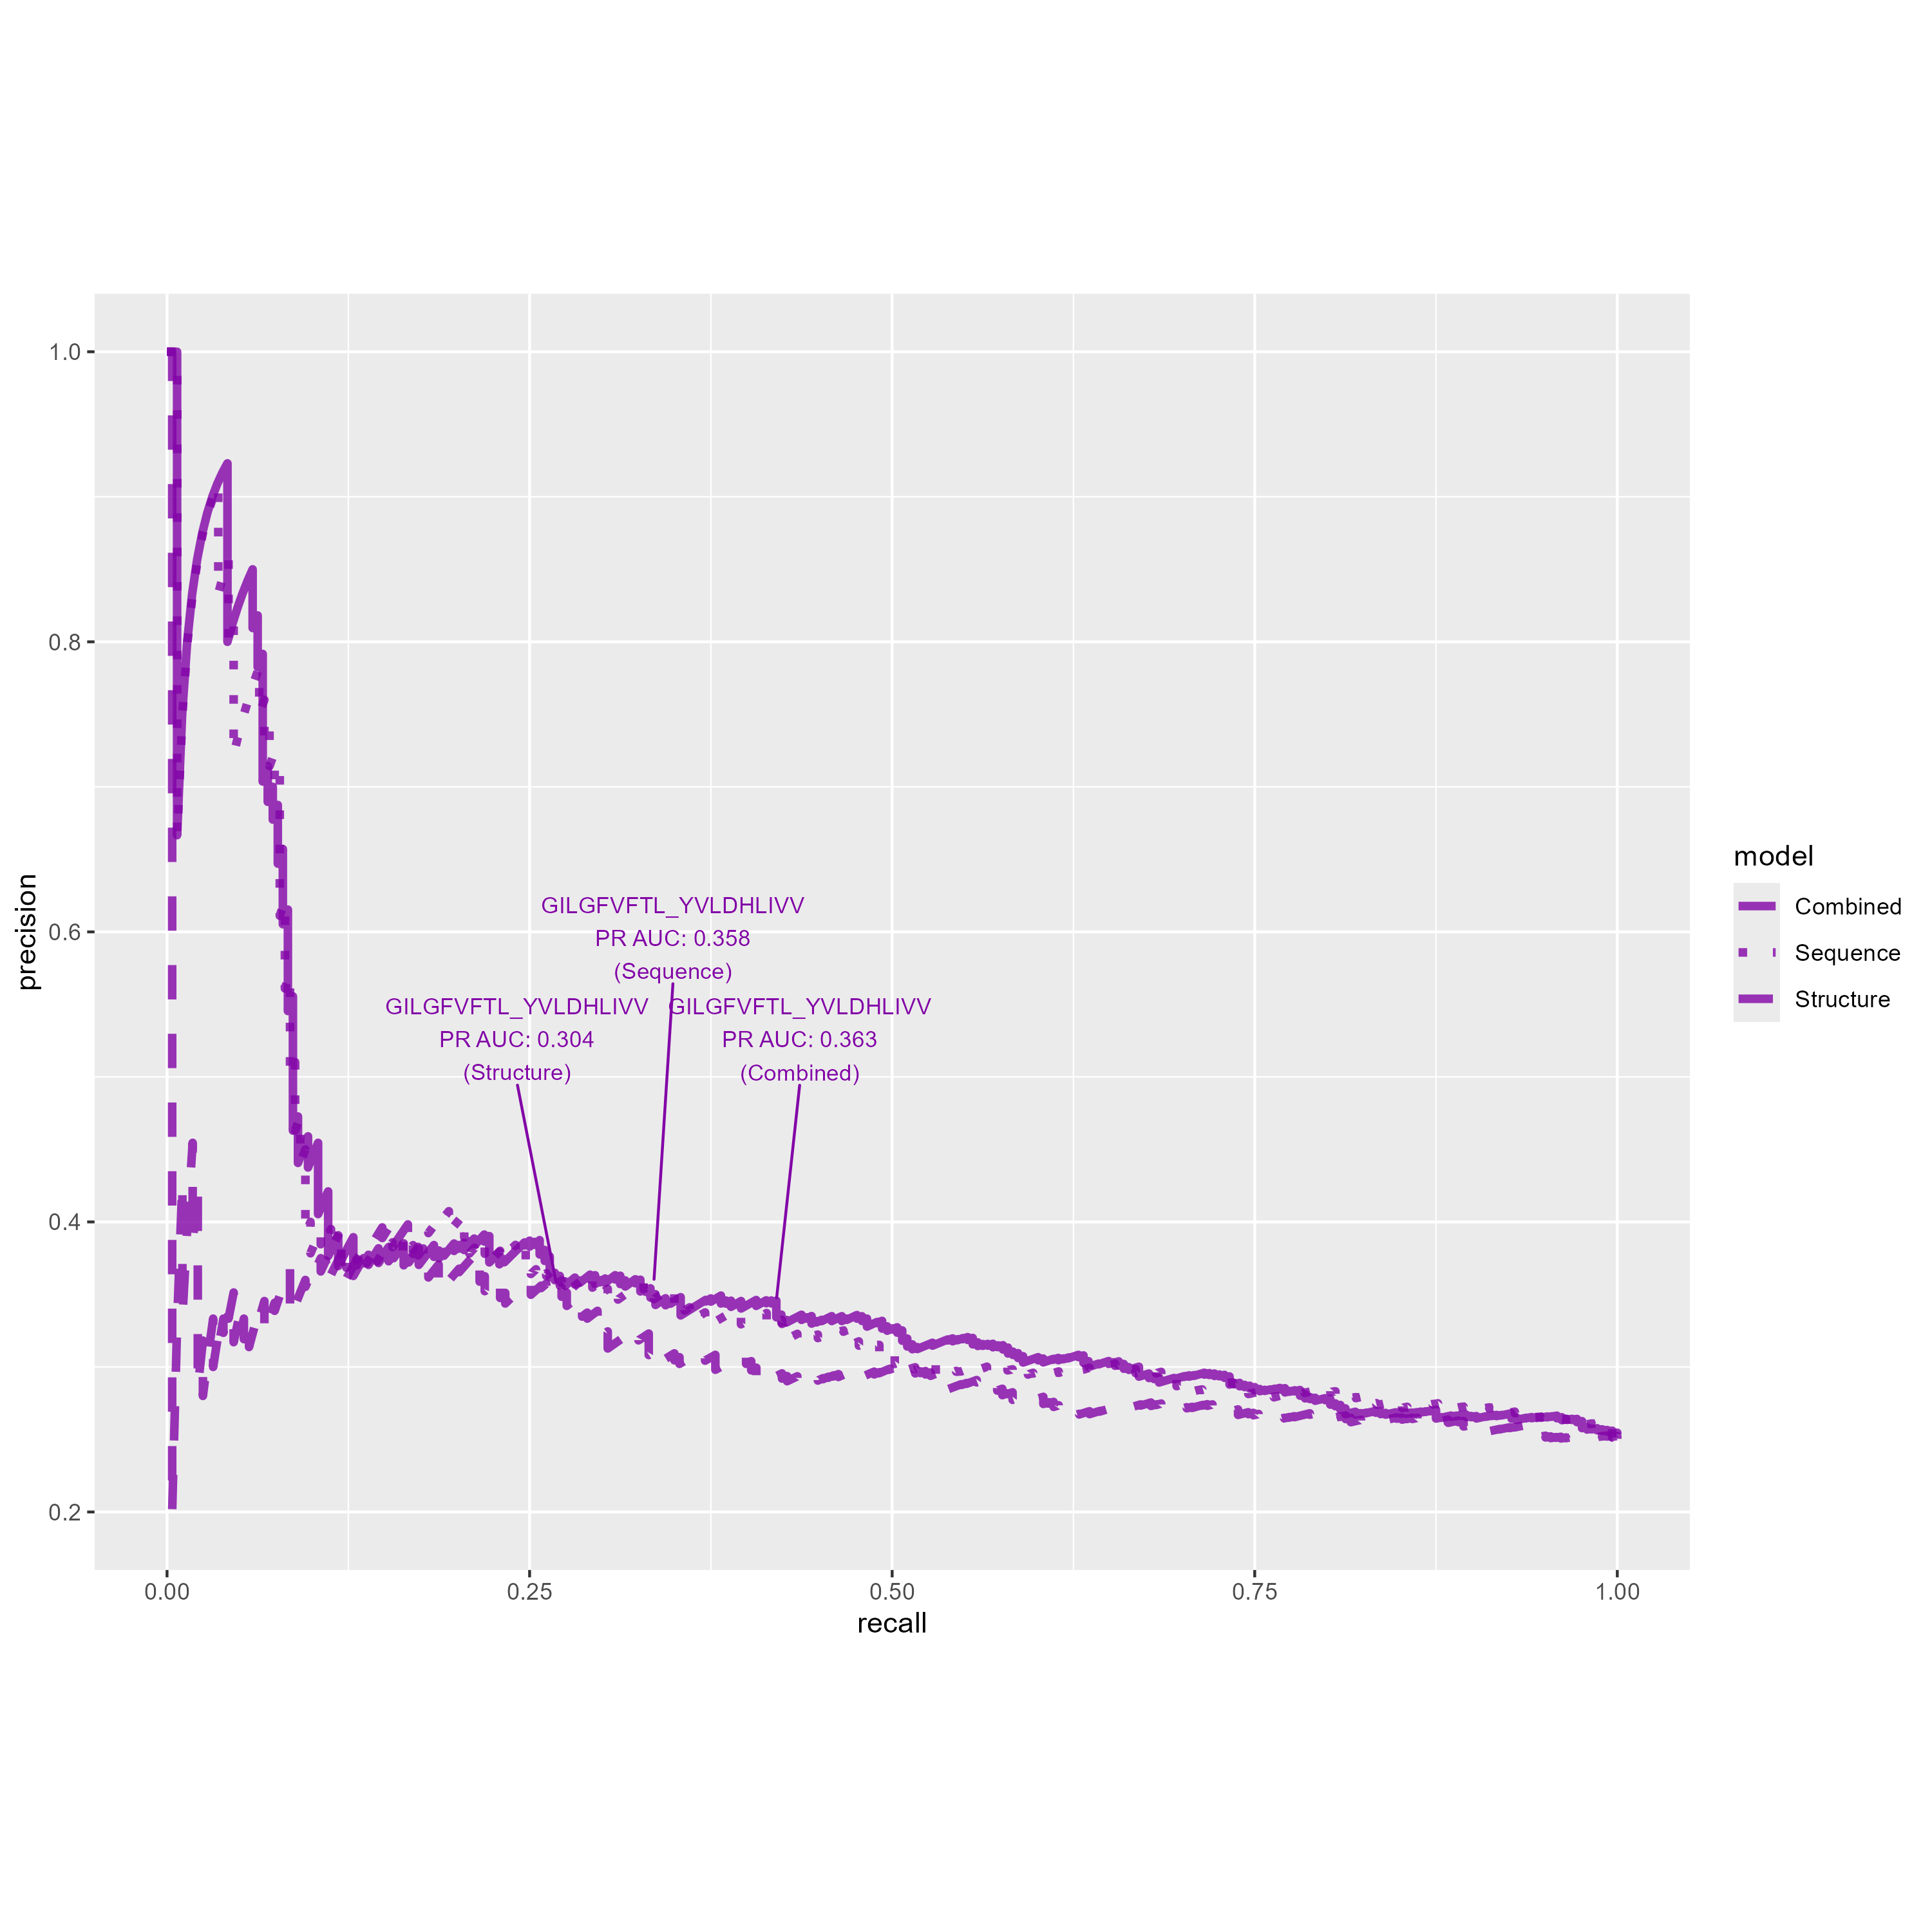 precision
1.0
0.8
0.6
0.4
0.2
GILGFVFTL_YVLDHLIVV
PR AUC: 0.358
(Sequence)
GILGFVFTL_YVLDHLIVV
PR AUC: 0.304
(Structure)
GILGFVFTL_YVLDHLIVV
PR AUC: 0.363
(Combined)
0.00
0.25
0.50
0.75
1.00
recall
model
Combined
Sequence
Structure